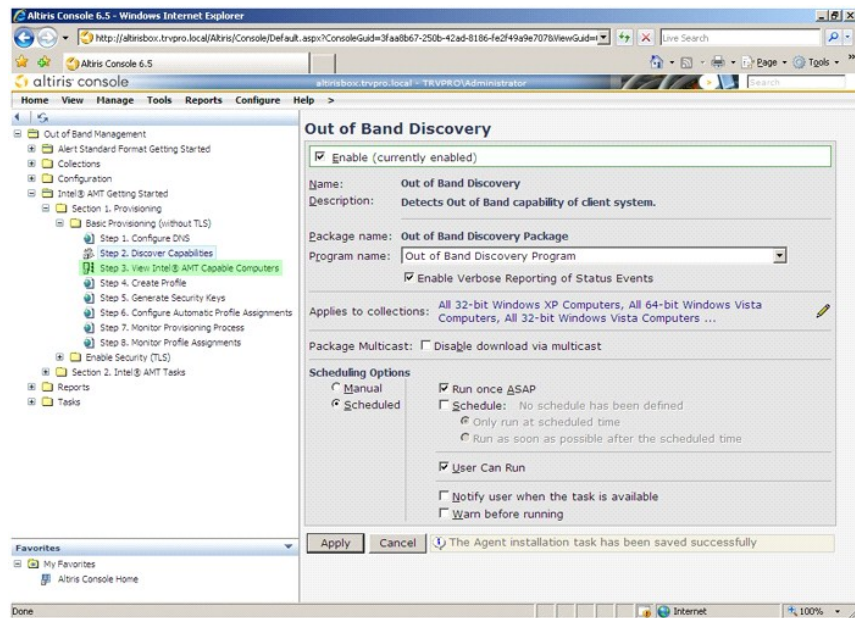 Altiris Console 6.5 - Windows Internet Explorer
http://altirisbox.trvpro.local/Altiris/Console/Default.aspx?ConsoleGuid=3faa8b67-250b-42ad-8186-fe2f49a9e707&ViewGuid=
Live Search
Altiris Console 6.5
Page
Tools
altiris console
altirisbox.trvpro.local - TRVPRO\Administrator
Search
Home View Manage Tools Reports Configure Help >
Out of Band Management
Alert Standard Format Getting Started
Collections
Configuration
Intel® AMT Getting Started
Section 1. Provisioning
Basic Provisioning (without TLS)
Step 1. Configure DNS
Step 2. Discover Capabilities
Step 3. View Intel® AMT Capable Computers
Step 4. Create Profile
Step 5. Generate Security Keys
Step 6. Configure Automatic Profile Assignments
Step 7. Monitor Provisioning Process
Step 8. Monitor Profile Assignments
Enable Security (TLS)
Section 2. Intel® AMT Tasks
Reports
Tasks
Favorites
My Favorites
Altiris Console Home
Out of Band Discovery
Enable (currently enabled)
Name: Out of Band Discovery
Description: Detects Out of Band capability of client system.
Package name: Out of Band Discovery Package
Program name: Out of Band Discovery Program
Enable Verbose Reporting of Status Events
Applies to collections: All 32-bit Windows XP Computers, All 64-bit Windows Vista
Computers, All 32-bit Windows Vista Computers ...
Package Multicast: Disable download via multicast
Scheduling Options
Manual
Scheduled
Run once ASAP
Schedule: No schedule has been defined
Only run at scheduled time
Run as soon as possible after the scheduled time
User Can Run
Notify user when the task is available
Warn before running
Apply Cancel The Agent installation task has been saved successfully
Done Internet 100%